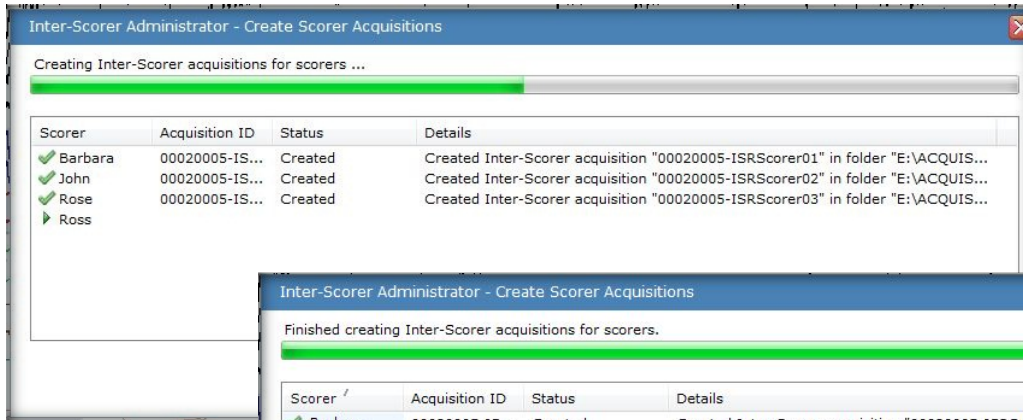 Inter-Scorer Administrator - Create Scorer Acquisitions
Creating Inter-Scorer acquisitions for scorers ...
Scorer Acquisition ID Status Details
Barbara 00020005-IS... Created Created Inter-Scorer acquisition "00020005-ISRScorer01" in folder "E:\ACQUIS...
John 00020005-IS... Created Created Inter-Scorer acquisition "00020005-ISRScorer02" in folder "E:\ACQUIS...
Rose 00020005-IS... Created Created Inter-Scorer acquisition "00020005-ISRScorer03" in folder "E:\ACQUIS...
Ross
Inter-Scorer Administrator - Create Scorer Acquisitions
Finished creating Inter-Scorer acquisitions for scorers.
Scorer Acquisition ID Status Details